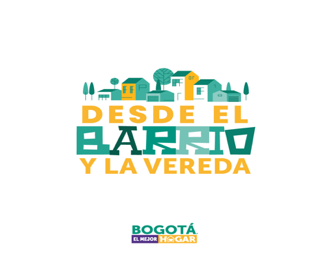 DESDE EL
BARRIO
Y LA VEREDA
BOGOTÁ
EL MEJOR HOGAR